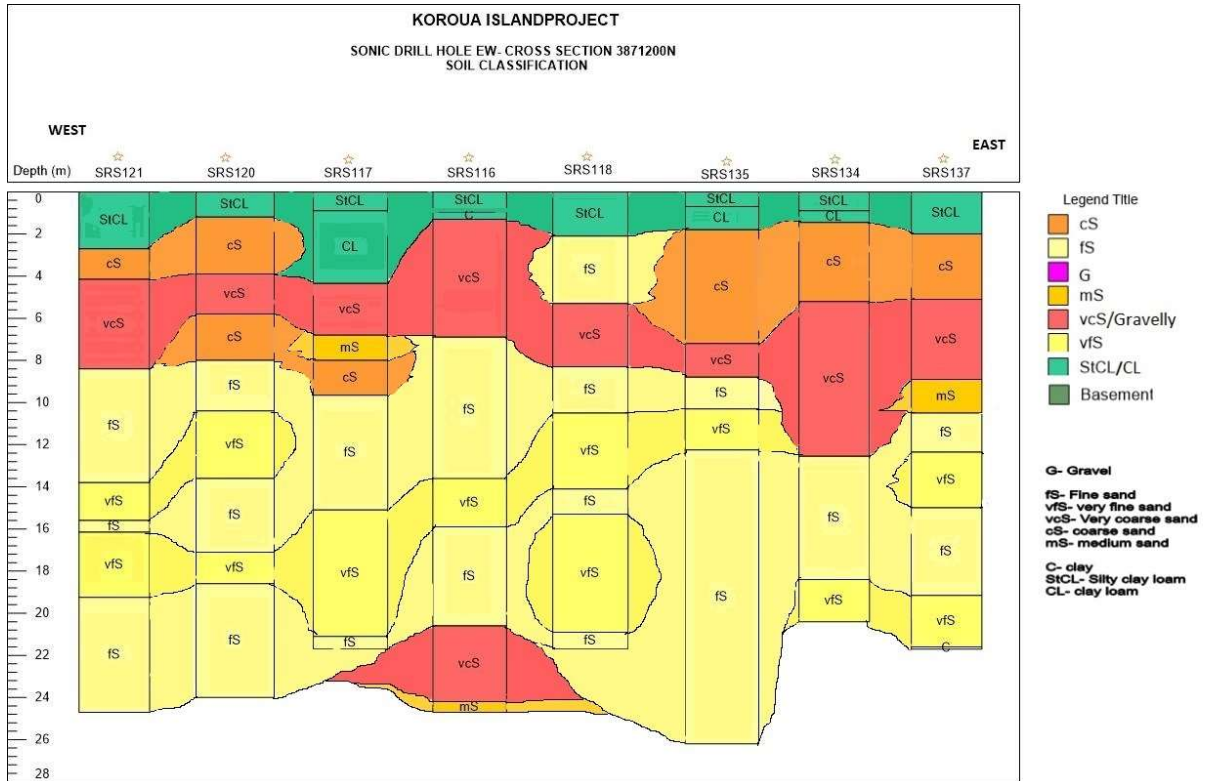 KOROUA ISLANDPROJECT
SONIC DRILL HOLE EW- CROSS SECTION 3871200N
SOIL CLASSIFICATION
WEST
EAST
Depth (m) SRS121 SRS120 SRS117 SRS116 SRS118 SRS135 SRS134 SRS137
0
2
4
6
8
10
12
14
16
18
20
22
24
26
28
StCL
cS
vcS
fS
vfS
fS
vfS
fS
StCL
cS
vcS
cS
fS
vfS
fS
vfS
fS
StCL
CL
vcS
mS
cS
fS
vfS
fS
StCL
C
vcS
fS
vfS
fS
vcS
mS
StCL
fS
vcS
fS
vfS
fS
vfS
fS
StCL
CL
cS
vcS
fS
vfS
fS
StCL
CL
cS
vcS
fS
vfS
StCL
cS
vcS
mS
fS
vfS
fS
vfS
C
Legend Title
cS
fS
G
mS
vcS/Gravelly
vfS
StCL/CL
Basement
G- Gravel
fS- Fine sand
vfS- very fine sand
vcS- Very coarse sand
cS- coarse sand
mS- medium sand
C- clay
StCL- Silty clay loam
CL- clay loam